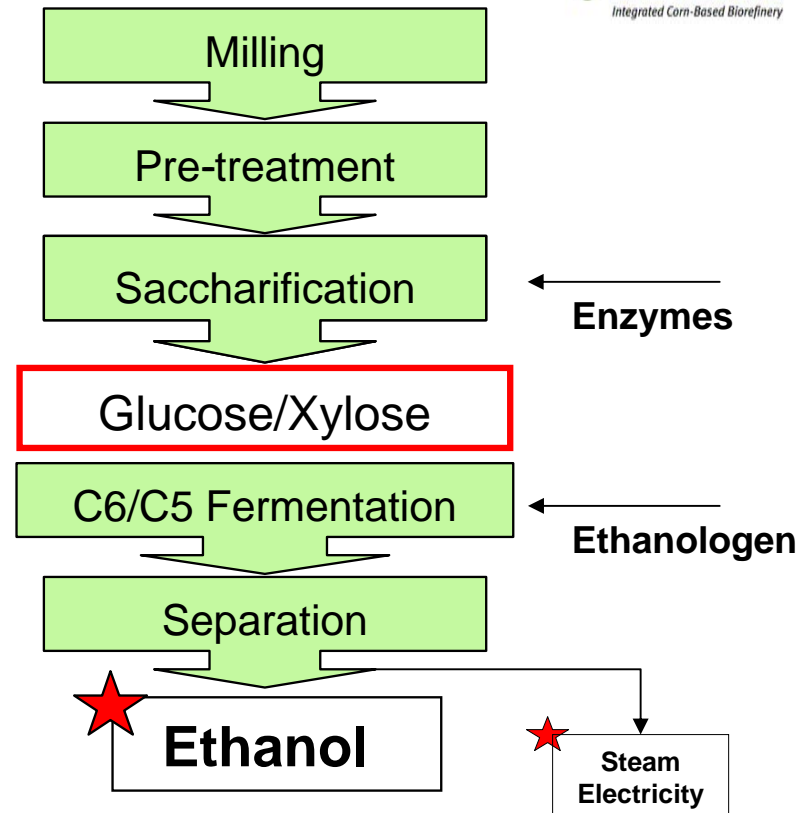 Integrated Corn-Based Biorefinery
Milling
Pre-treatment
Saccharification
Enzymes
Glucose/Xylose
C6/C5 Fermentation
Ethanologen
Separation
Ethanol
Steam
Electricity